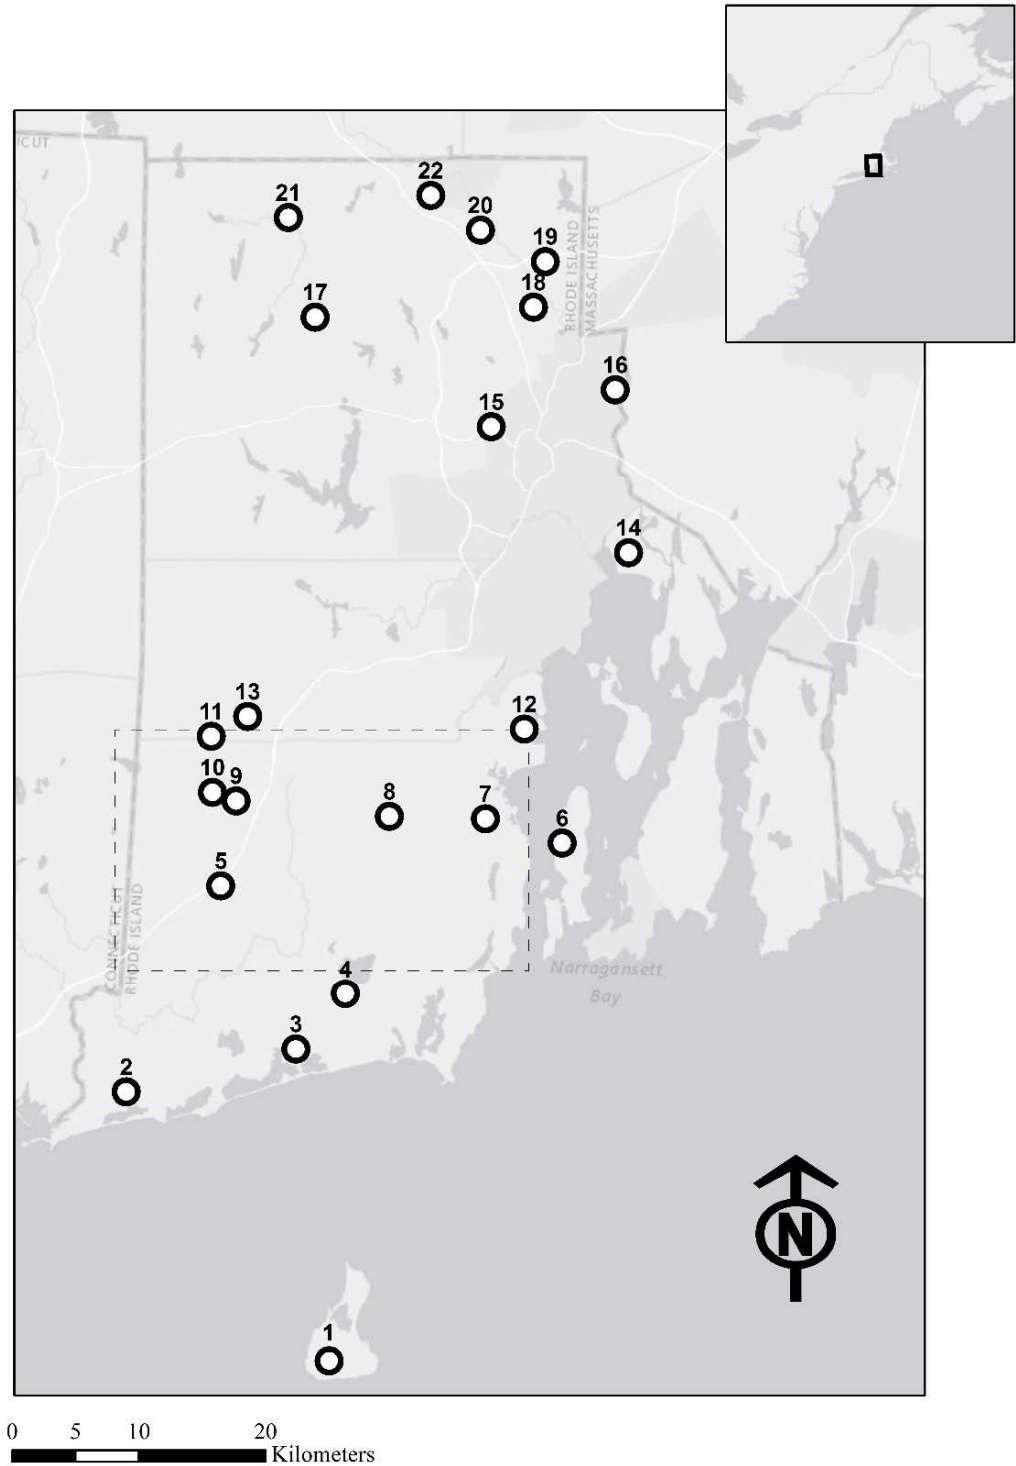 ICUT
22
21
20
19
18
RHODE ISLAND
MASSACHUSETTS
17
16
15
14
13
12
11
10
9
8
7
6
5
CONNECTICUT
RHODE ISLAND
4
Narragansett
Bay
3
2
N
1
0 5 10 20
Kilometers